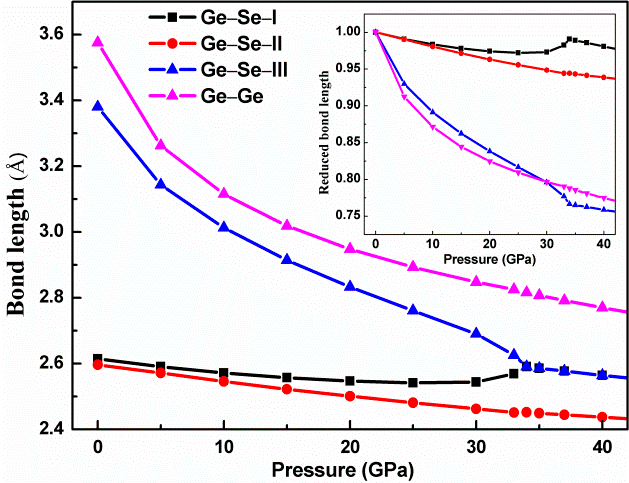 Ge–Se–I
Ge–Se–II
Ge–Se–III
Ge–Ge
Bond length (Å)
3.6
3.4
3.2
3.0
2.8
2.6
2.4
0
10
20
30
40
Pressure (GPa)
Reduced bond length
1.00
0.95
0.90
0.85
0.80
0.75
0
10
20
30
40
Pressure (GPa)